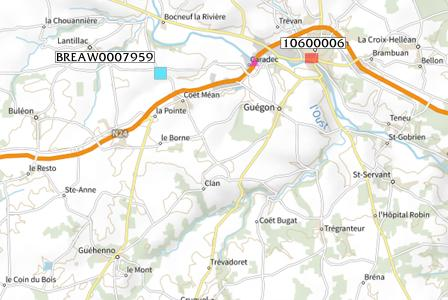 Bocneuf la Rivière
la Chouannière
Trévan
Lantillac
10600006
La Croix-Helléan
BREAW0007959
Caradec
Brambuan
Bellon
Coët Méan
Buléon
la Pointe
Guégon
l'Oust
Teneu
N24
le Borne
St-Gobrien
le Resto
St-Servant
Ste-Anne
Clan
l'Hôpital Robin
Coët Bugat
Trégranteur
Guéhenno
Trévadoret
le Mont
le Coin du Bois
Bréna
Cruguel